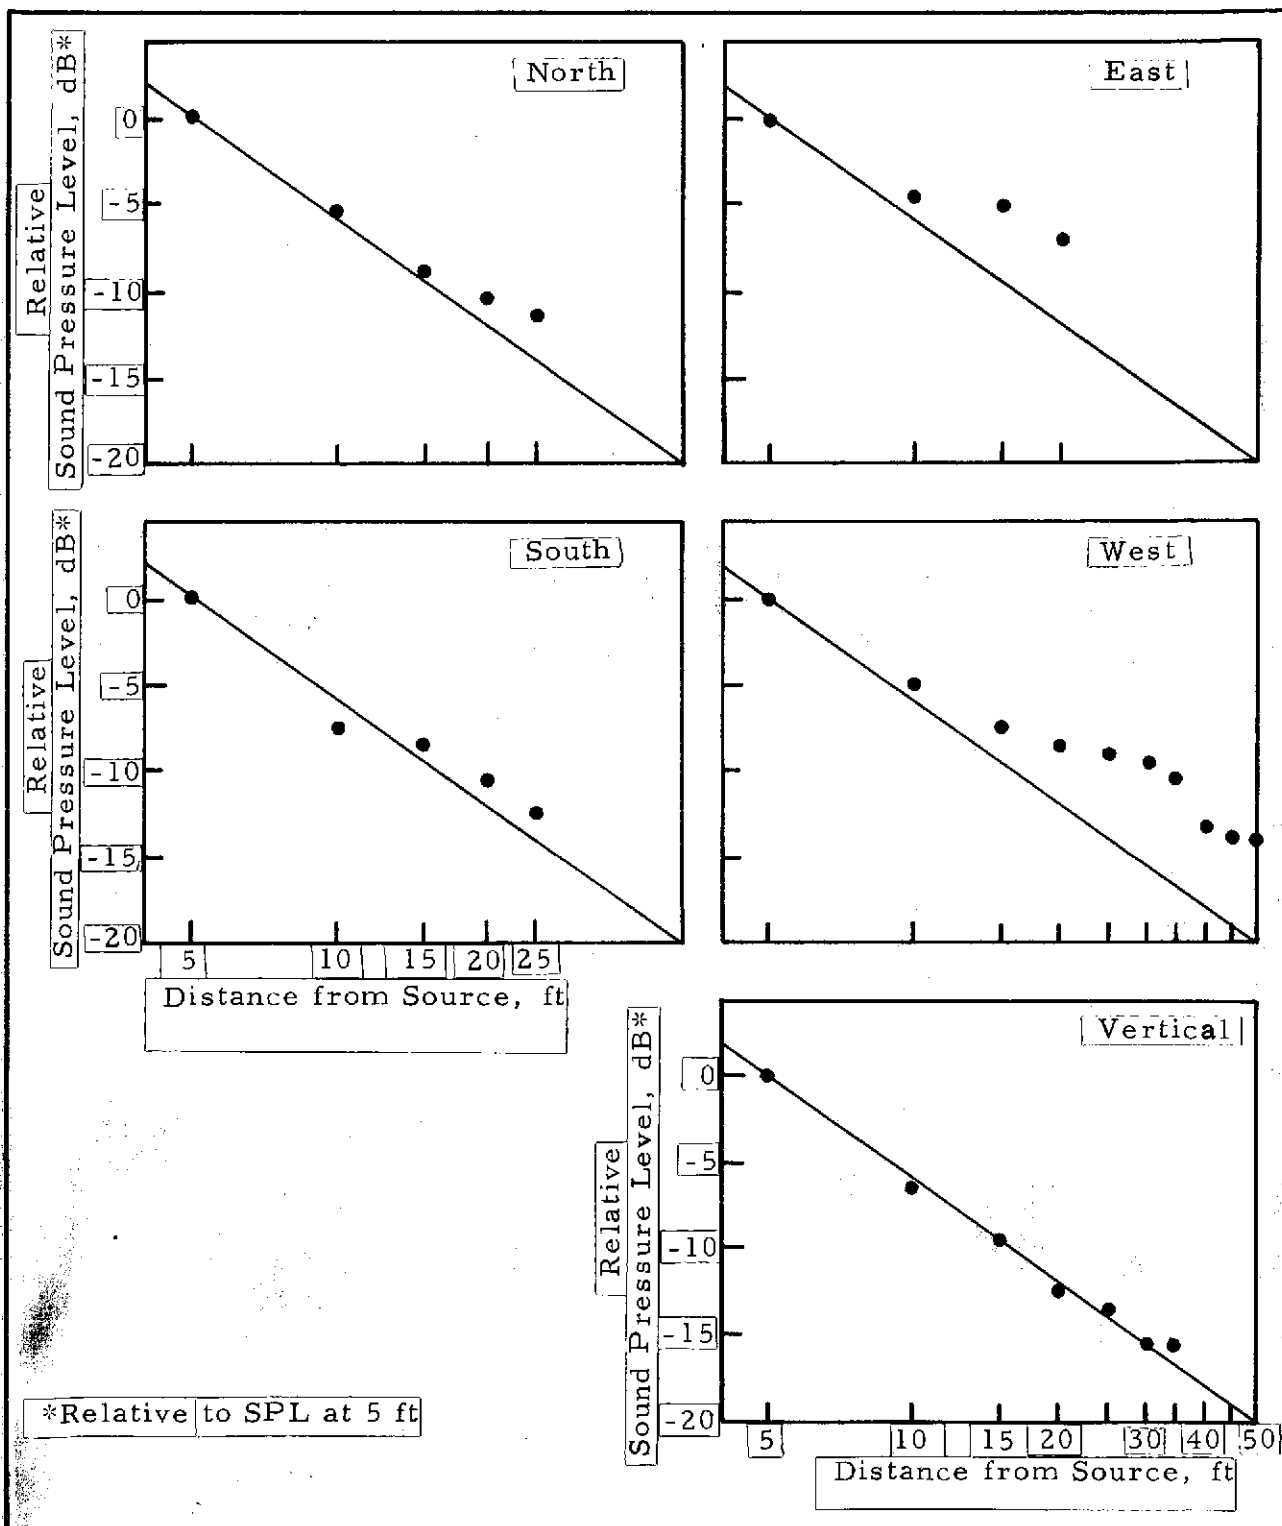 North
East
Relative
Sound Pressure Level, dB*
0
-5
-10
-15
-20
South
West
Relative
Sound Pressure Level, dB*
0
-5
-10
-15
-20
5 10 15 20 25
Distance from Source, ft
Vertical
Relative
Sound Pressure Level, dB*
0
-5
-10
-15
-20
5 10 15 20 30 40 50
Distance from Source, ft
*Relative to SPL at 5 ft